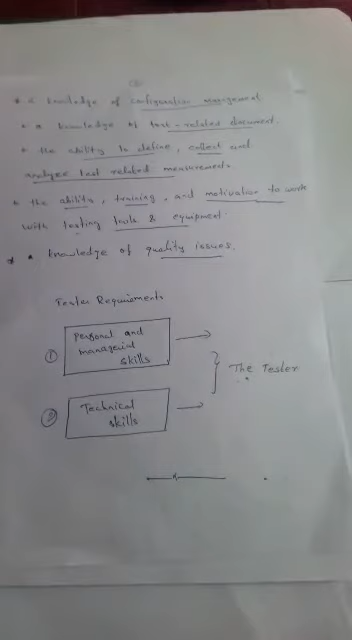 * a knowledge of configuration management
* a knowledge of test-related document.
* the ability to define, collect and
analyze test related measurements.
* the ability, training, and motivation to work
with testing tools & equipment.
* a knowledge of quality issues.
Tester Requirements
① Personal and
managerial
skills
The Tester
② Technical
skills